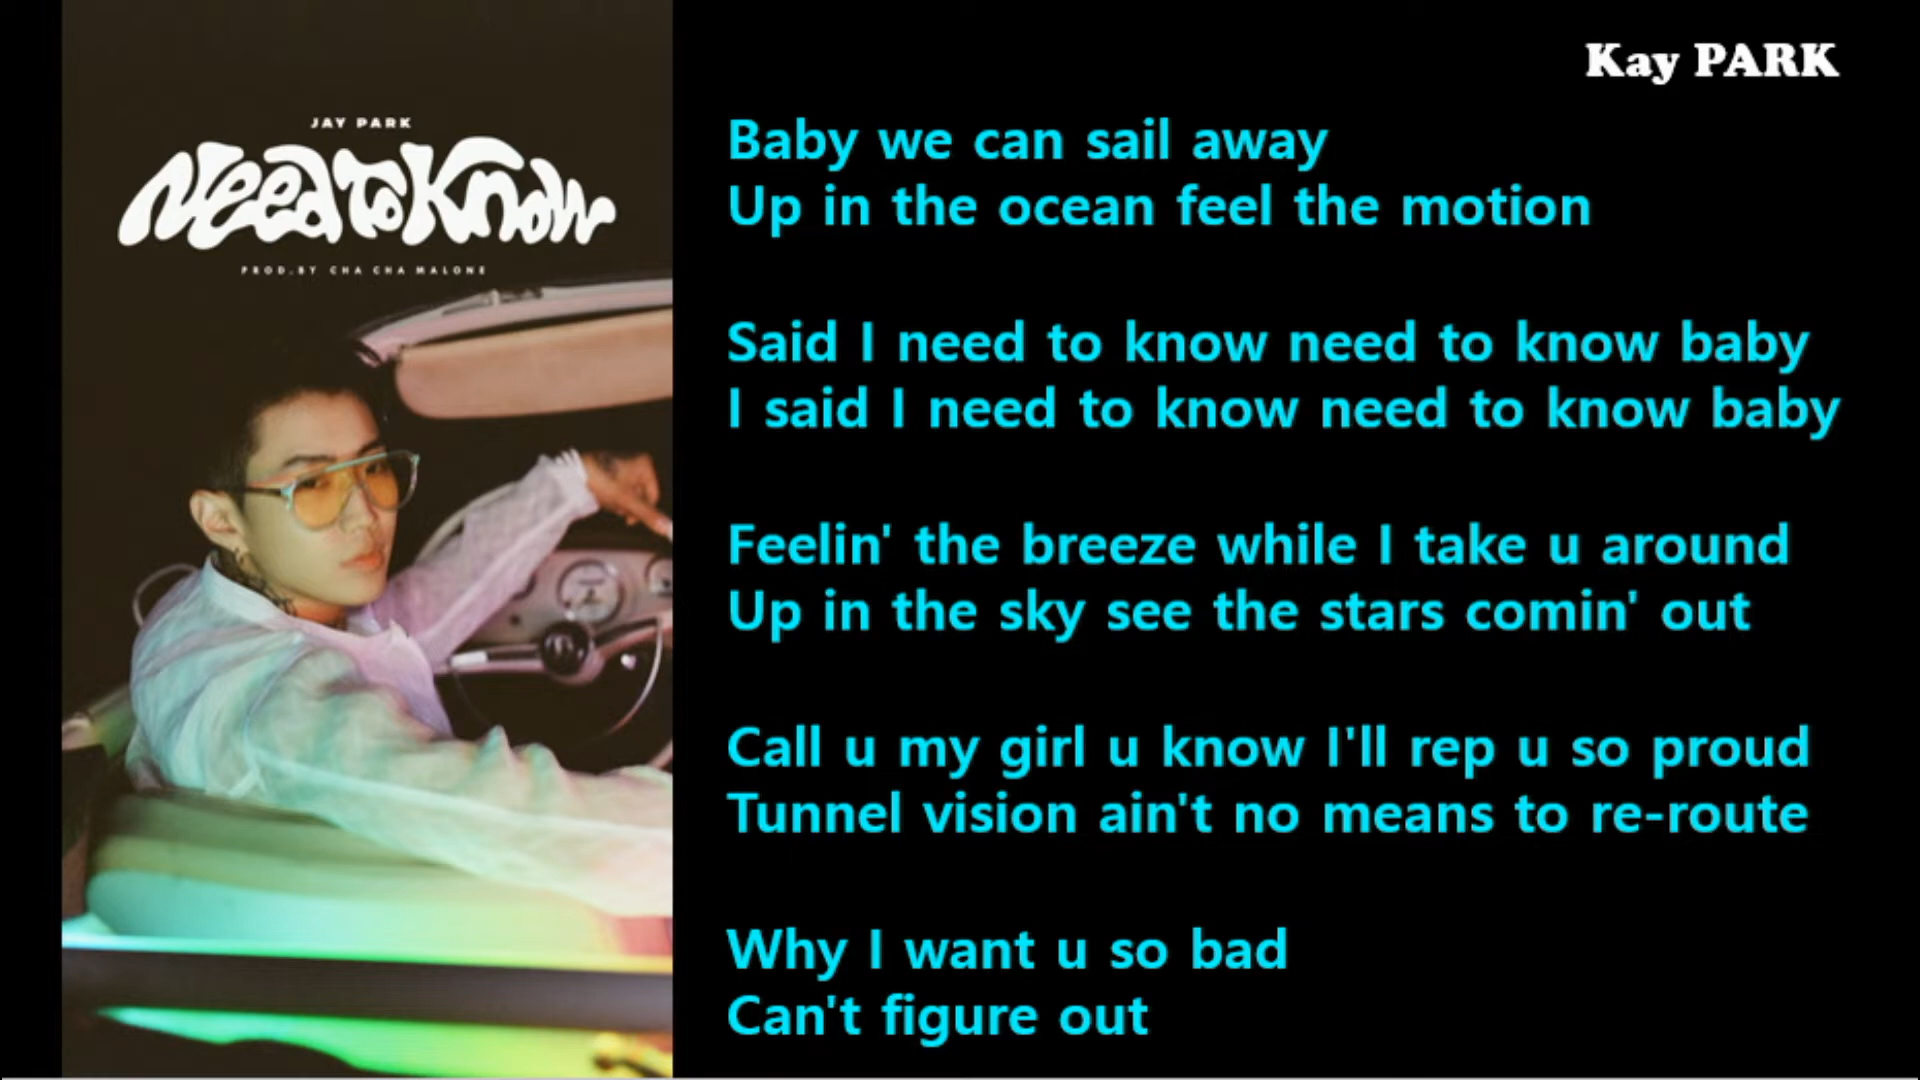 Kay PARK
JAY PARK
Need To Know
PROD.BY CHA CHA MALONE
Baby we can sail away
Up in the ocean feel the motion
Said I need to know need to know baby
I said I need to know need to know baby
Feelin' the breeze while I take u around
Up in the sky see the stars comin' out
Call u my girl u know I'll rep u so proud
Tunnel vision ain't no means to re-route
Why I want u so bad
Can't figure out